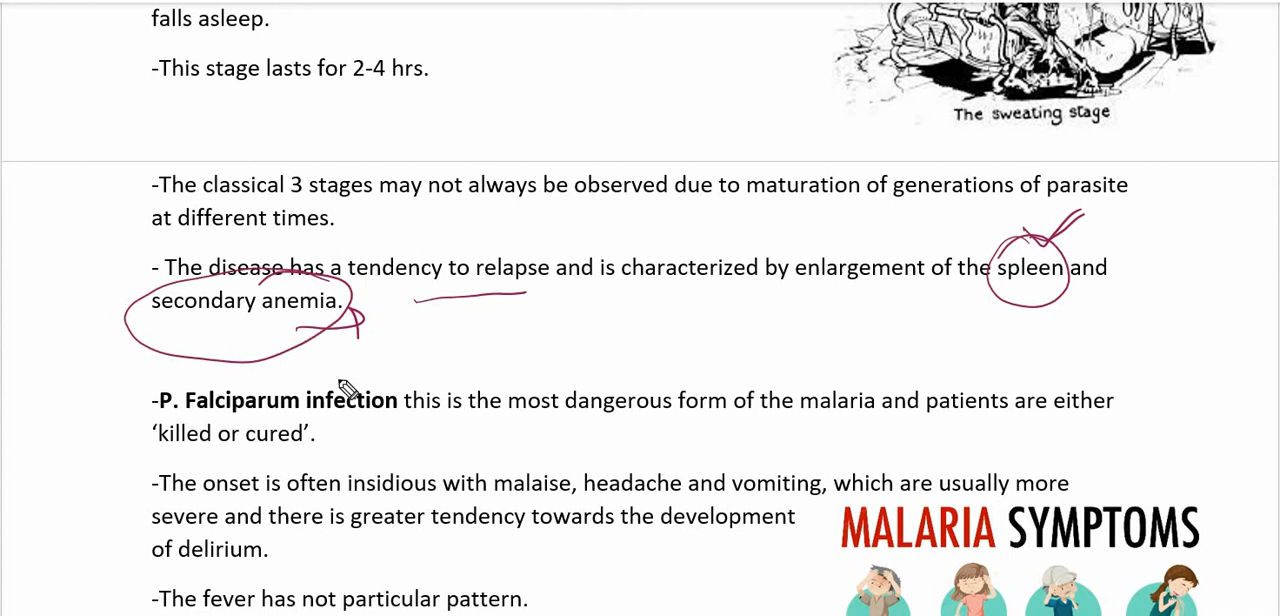 falls asleep.
-This stage lasts for 2-4 hrs.
The sweating stage
-The classical 3 stages may not always be observed due to maturation of generations of parasite
at different times.
- The disease has a tendency to relapse and is characterized by enlargement of the spleen and
secondary anemia.
-P. Falciparum infection this is the most dangerous form of the malaria and patients are either
‘killed or cured’.
-The onset is often insidious with malaise, headache and vomiting, which are usually more
severe and there is greater tendency towards the development
of delirium.
MALARIA SYMPTOMS
-The fever has not particular pattern.